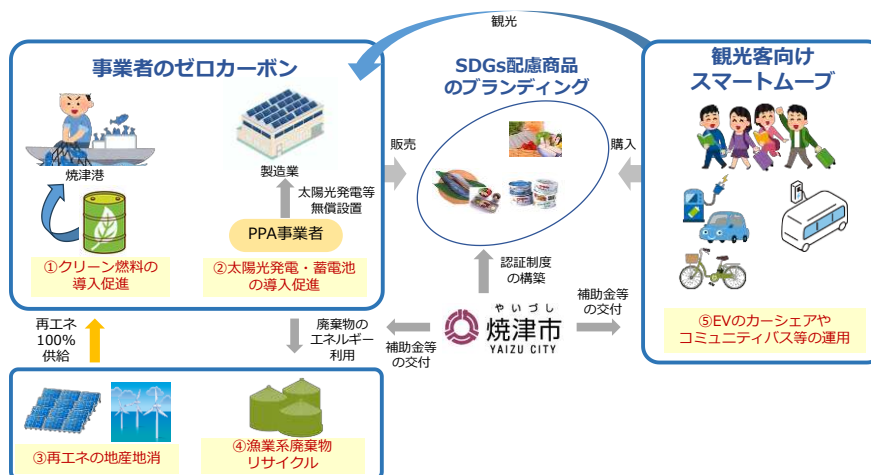 観光
事業者のゼロカーボン
焼津港
製造業
太陽光発電等
無償設置
PPA事業者
①クリーン燃料の
導入促進
②太陽光発電・蓄電池
の導入促進
販売
SDGs配慮商品
のブランディング
購入
観光客向け
スマートムーブ
認証制度
の構築
補助金等
の交付
⑤EVのカーシェアや
コミュニティバス等の運用
やいづし
焼津市
YAIZU CITY
補助金等
の交付
再エネ
100%
供給
廃棄物の
エネルギー
利用
③再エネの地産地消
④漁業系廃棄物
リサイクル